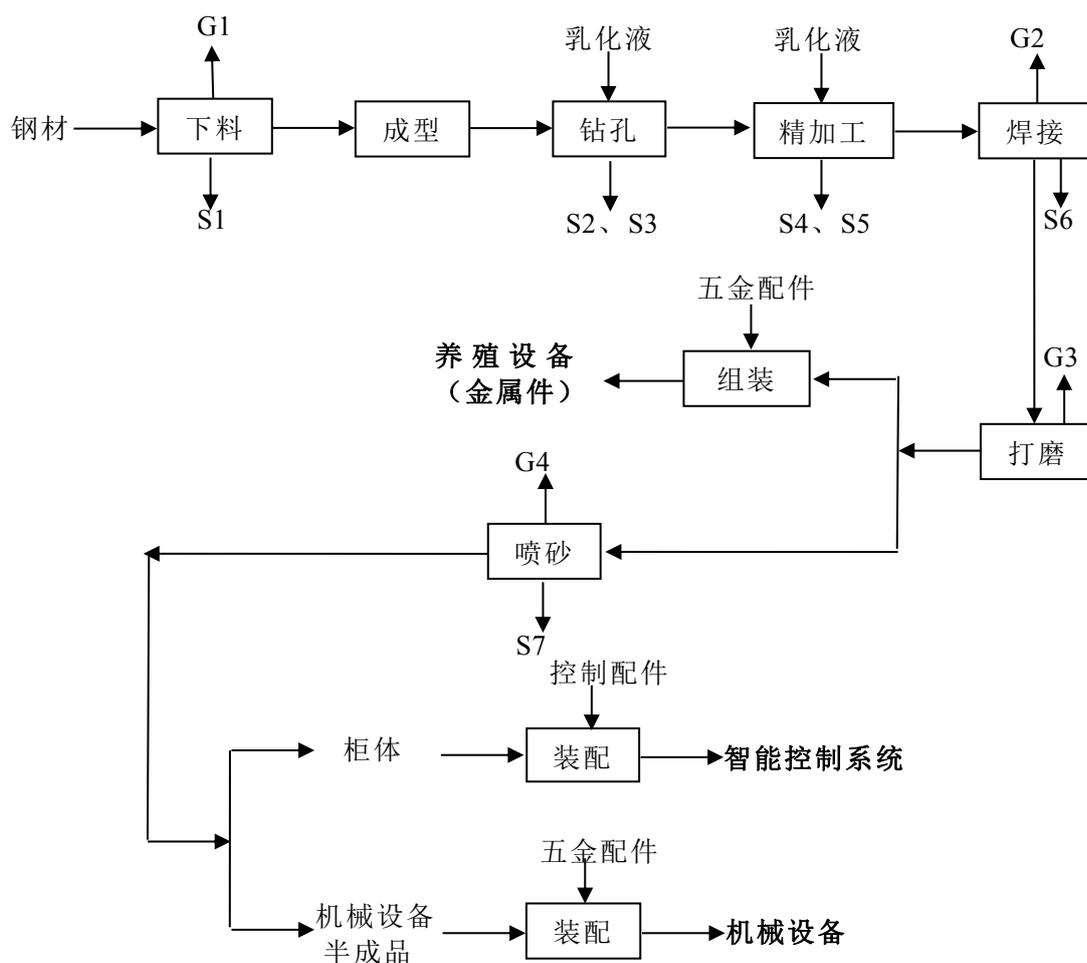 G1
乳化液
乳化液
G2
钢材
下料
成型
钻孔
精加工
焊接
S1
S2、S3
S4、S5
S6
五金配件
养殖设备
（金属件）
组装
G3
打磨
G4
喷砂
S7
控制配件
柜体
装配
智能控制系统
五金配件
机械设备
半成品
装配
机械设备